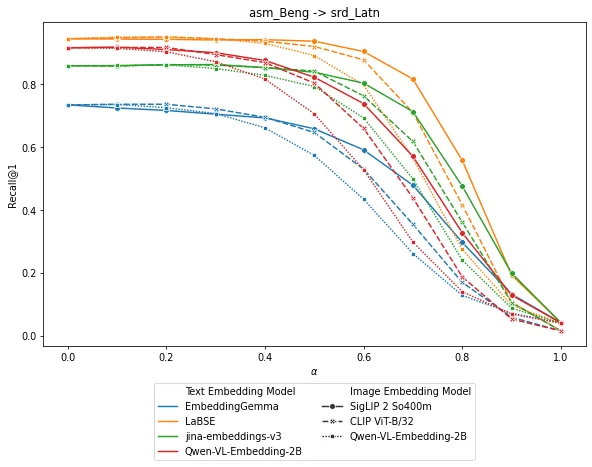 asm_Beng -> srd_Latn
Recall@1
0.8
0.6
0.4
0.2
0.0
0.0 0.2 0.4 0.6 0.8 1.0
α
Text Embedding Model
EmbeddingGemma
LaBSE
jina-embeddings-v3
Qwen-VL-Embedding-2B
Image Embedding Model
SigLIP 2 So400m
CLIP ViT-B/32
Qwen-VL-Embedding-2B